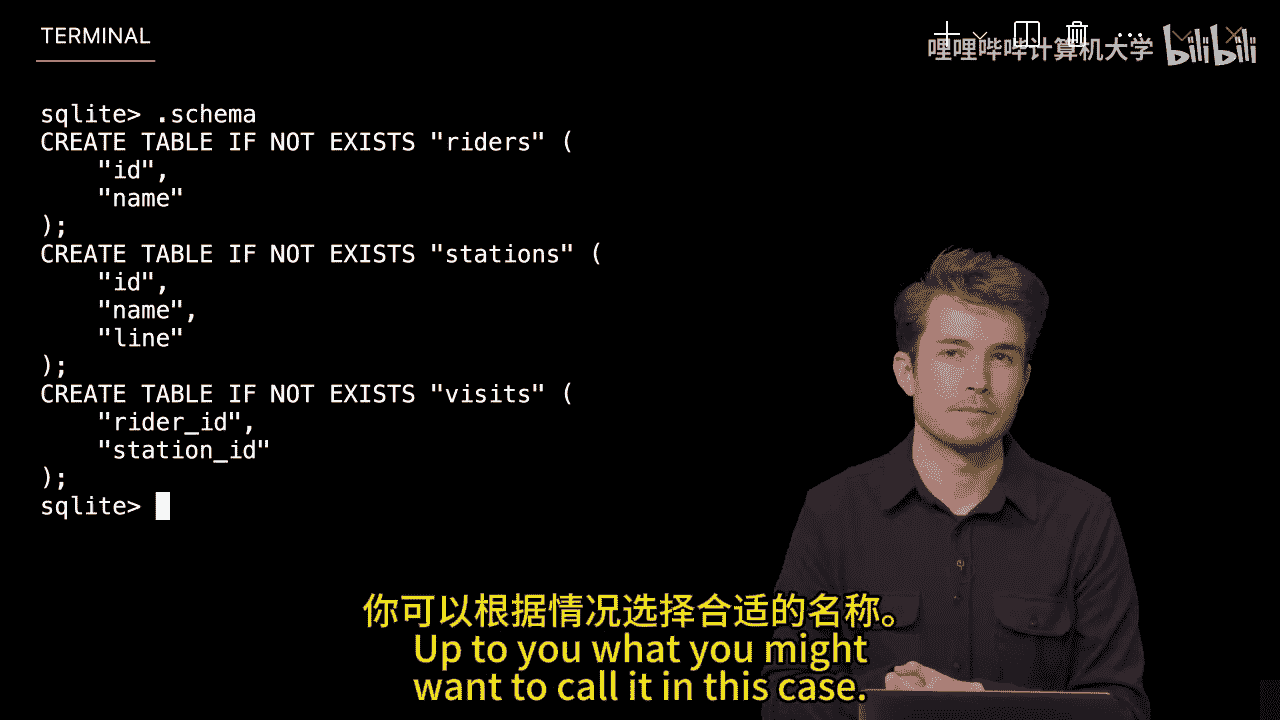 TERMINAL
哩哩哔哔计算机大学 bilibili
sqlite> .schema
CREATE TABLE IF NOT EXISTS "riders" (
"id",
"name"
);
CREATE TABLE IF NOT EXISTS "stations" (
"id",
"name",
"line"
);
CREATE TABLE IF NOT EXISTS "visits" (
"rider_id",
"station_id"
);
sqlite>
你可以根据情况选择合适的名称。
Up to you what you might
want to call it in this case.